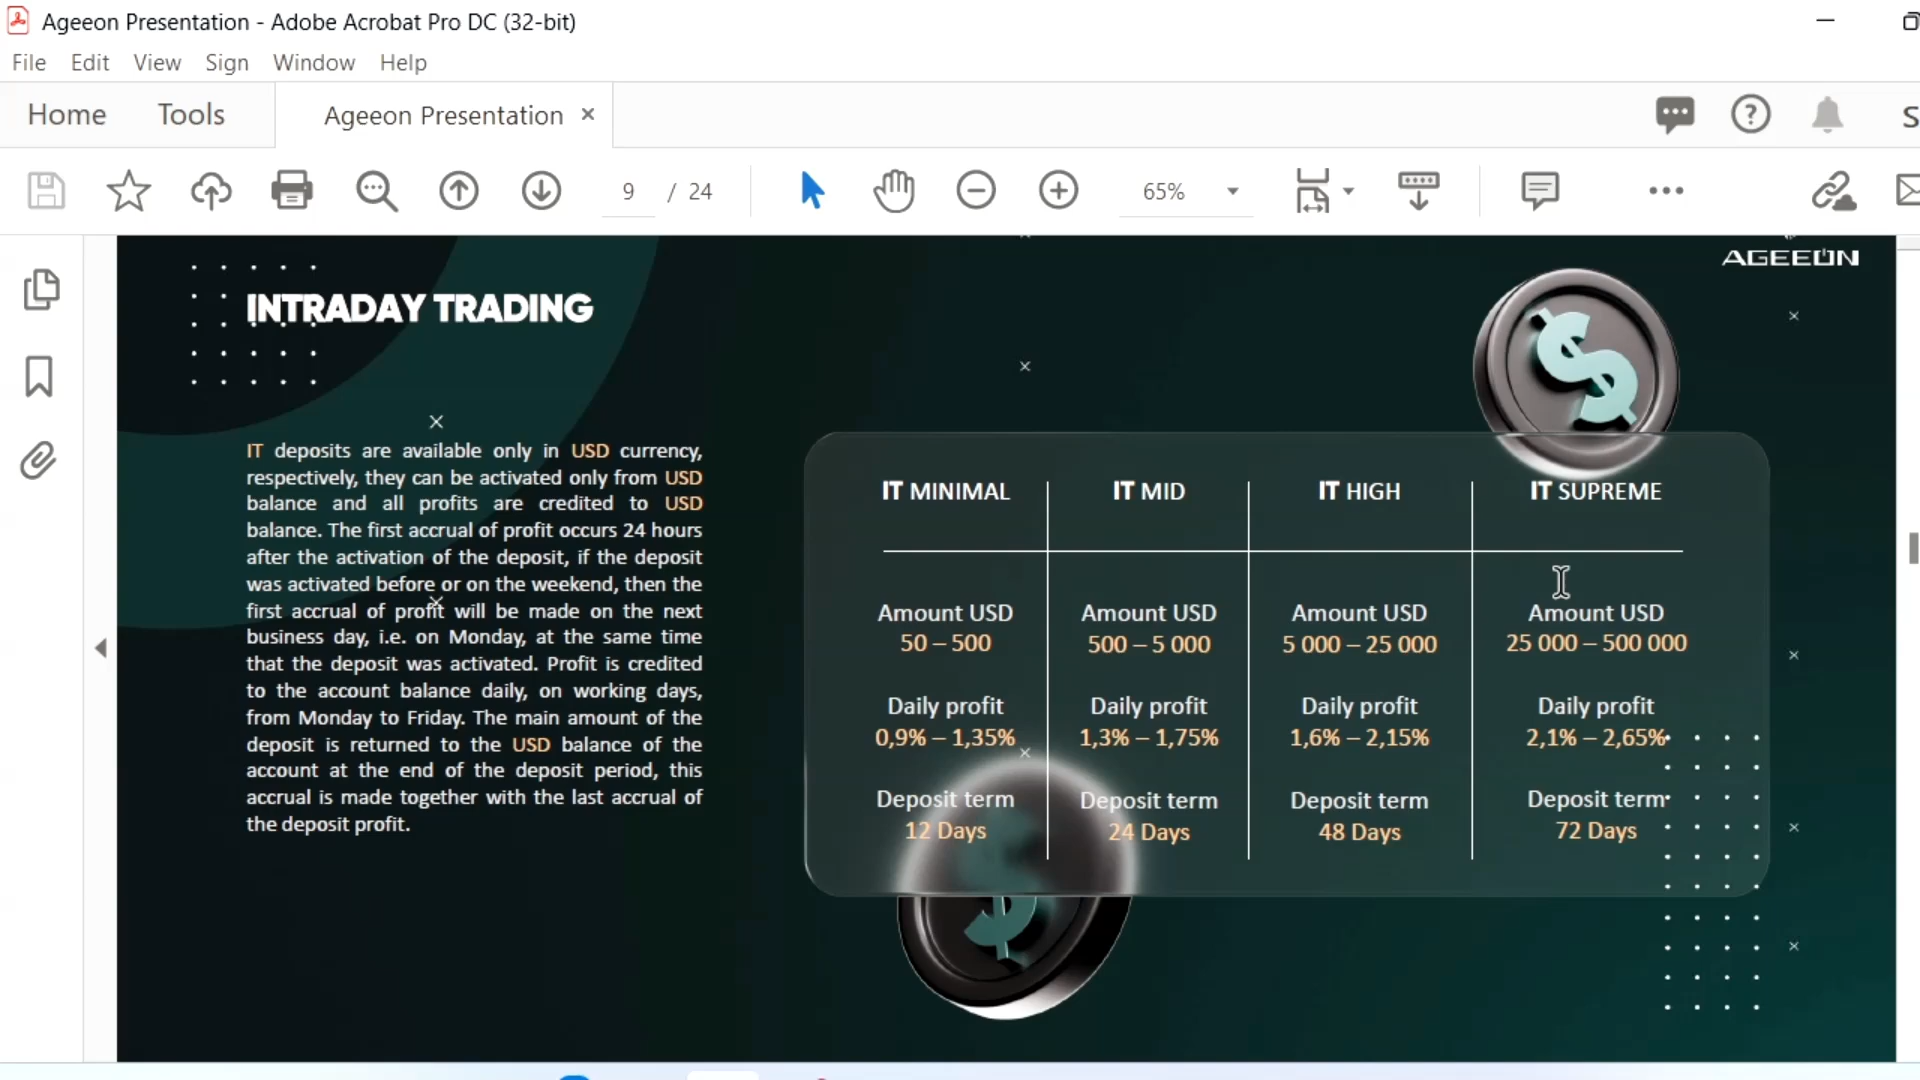 Ageeon Presentation - Adobe Acrobat Pro DC (32-bit)
File Edit View Sign Window Help
Home Tools Ageeon Presentation
9 / 24 65%
AGEEON
INTRADAY TRADING
IT deposits are available only in USD currency,
respectively, they can be activated only from USD
balance and all profits are credited to USD
balance. The first accrual of profit occurs 24 hours
after the activation of the deposit, if the deposit
was activated before or on the weekend, then the
first accrual of profit will be made on the next
business day, i.e. on Monday, at the same time
that the deposit was activated. Profit is credited
to the account balance daily, on working days,
from Monday to Friday. The main amount of the
deposit is returned to the USD balance of the
account at the end of the deposit period, this
accrual is made together with the last accrual of
the deposit profit.
IT MINIMAL IT MID IT HIGH IT SUPREME
Amount USD Amount USD Amount USD Amount USD
50 – 500 500 – 5 000 5 000 – 25 000 25 000 – 500 000
Daily profit Daily profit Daily profit Daily profit
0,9% – 1,35% 1,3% – 1,75% 1,6% – 2,15% 2,1% – 2,65%
Deposit term Deposit term Deposit term Deposit term
12 Days 24 Days 48 Days 72 Days